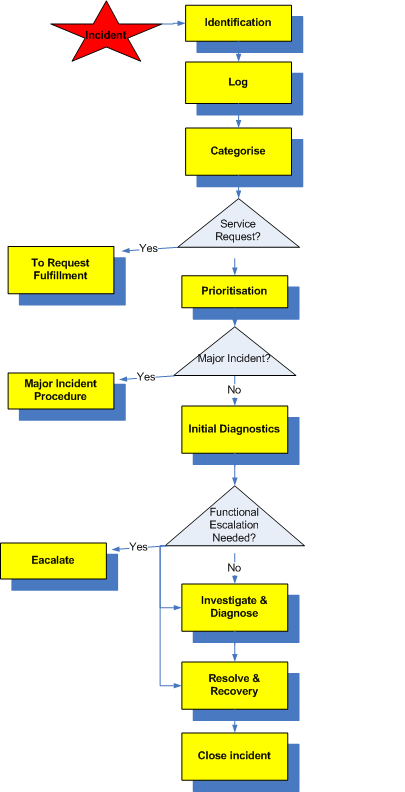 Incident
Identification
Log
Categorise
Service
Request?
Yes
To Request
Fulfillment
Prioritisation
Major Incident?
Yes
Major Incident
Procedure
No
Initial Diagnostics
Functional
Escalation
Needed?
Yes
Eacalate
No
Investigate &
Diagnose
Resolve &
Recovery
Close incident